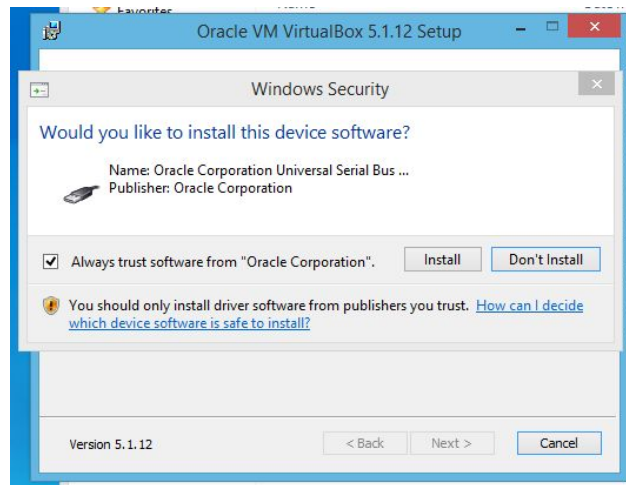 Favorites
Oracle VM VirtualBox 5.1.12 Setup
Windows Security
Would you like to install this device software?
Name: Oracle Corporation Universal Serial Bus ...
Publisher: Oracle Corporation
Always trust software from "Oracle Corporation".
Install
Don't Install
You should only install driver software from publishers you trust. How can I decide
which device software is safe to install?
Version 5.1.12
< Back
Next >
Cancel